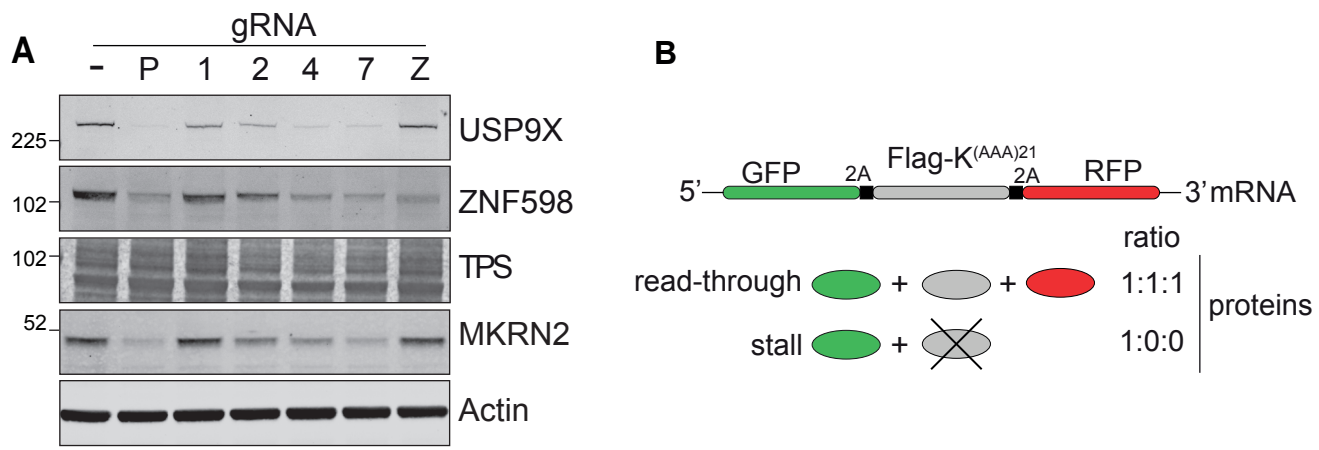 A
gRNA
– P 1 2 4 7 Z
225
USP9X
102
ZNF598
102
TPS
52
MKRN2
Actin
B
5’ GFP 2A Flag-K(AAA)21 2A RFP 3’ mRNA
ratio
read-through + + 1:1:1
stall + 1:0:0
proteins